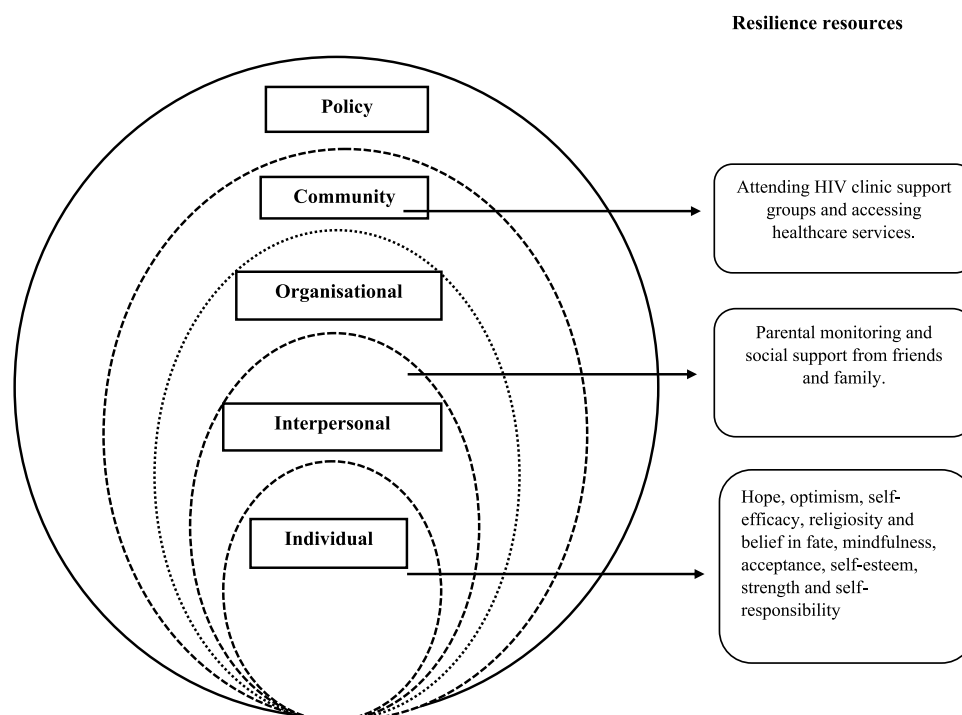 Resilience resources
Policy
Community
Attending HIV clinic support
groups and accessing
healthcare services.
Organisational
Parental monitoring and
social support from friends
and family.
Interpersonal
Individual
Hope, optimism, self-
efficacy, religiosity and
belief in fate, mindfulness,
acceptance, self-esteem,
strength and self-
responsibility